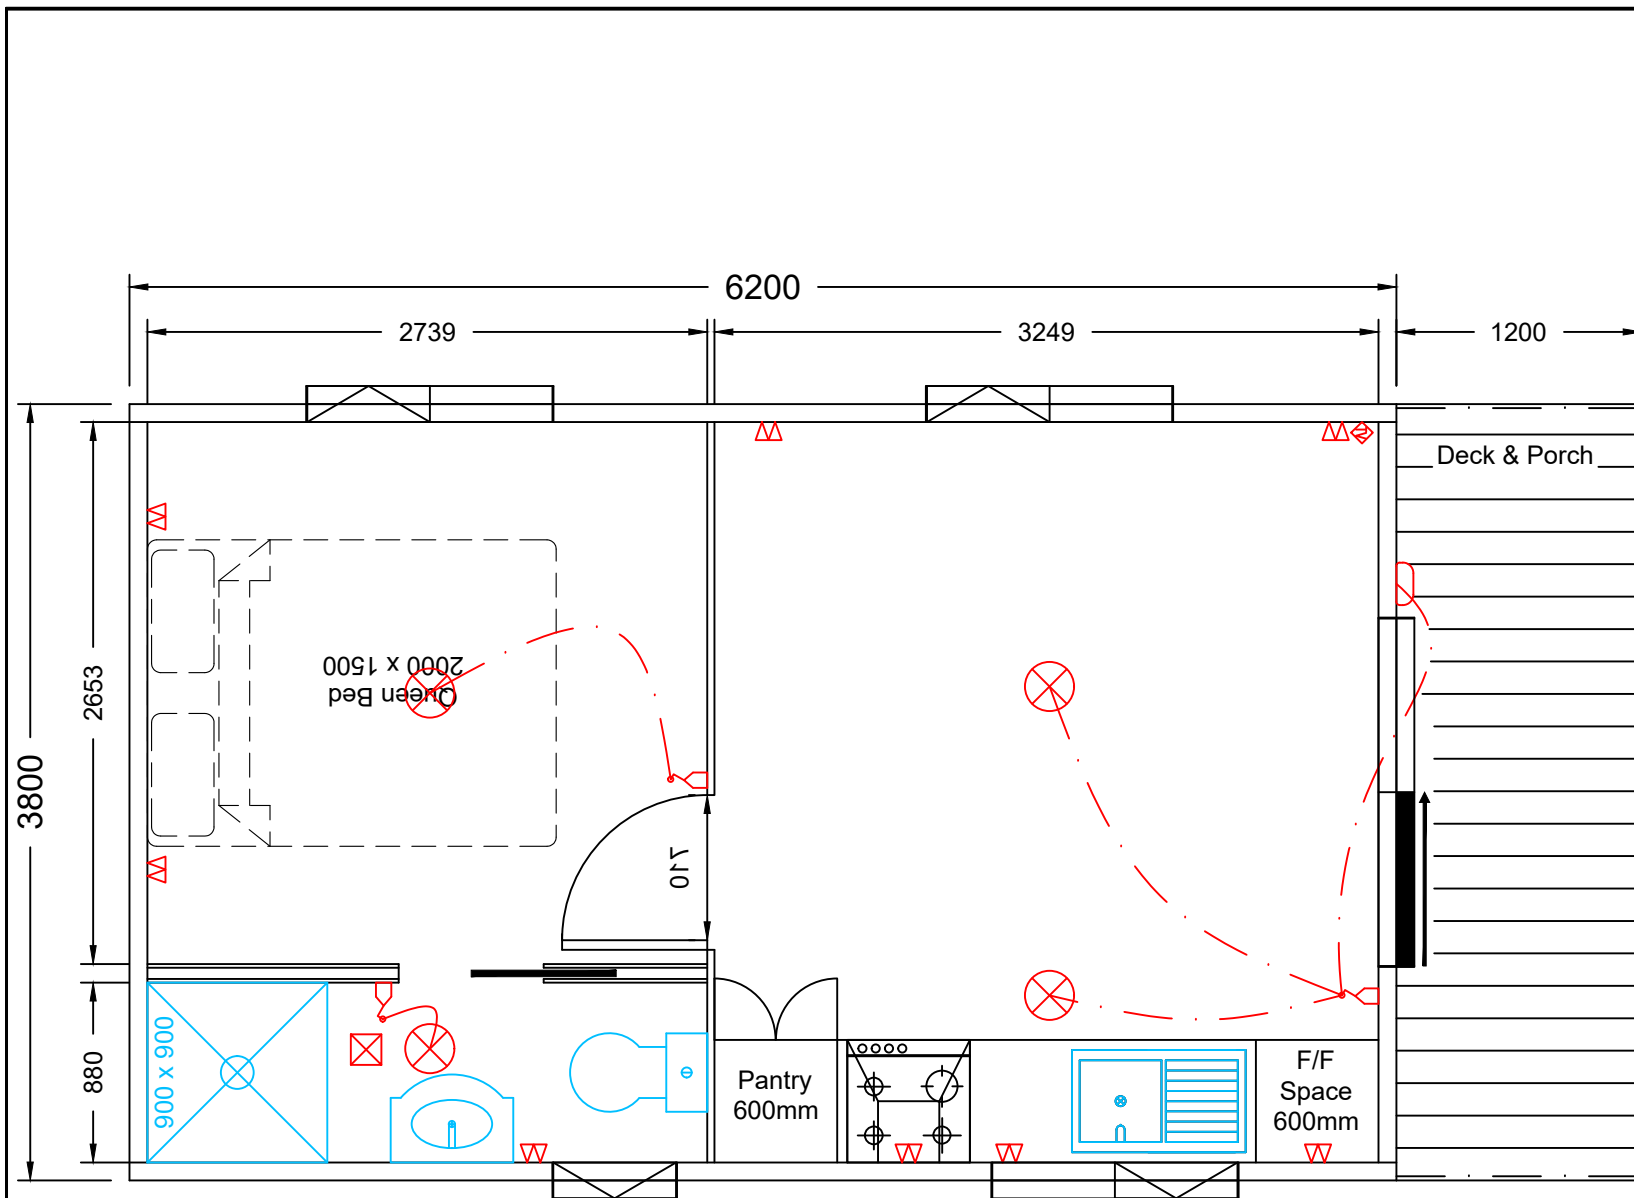 6200
2739
3249
1200
Deck & Porch
3800
2653
880
Queen Bed
2000 x 1500
710
900 x 900
Pantry
600mm
F/F
Space
600mm